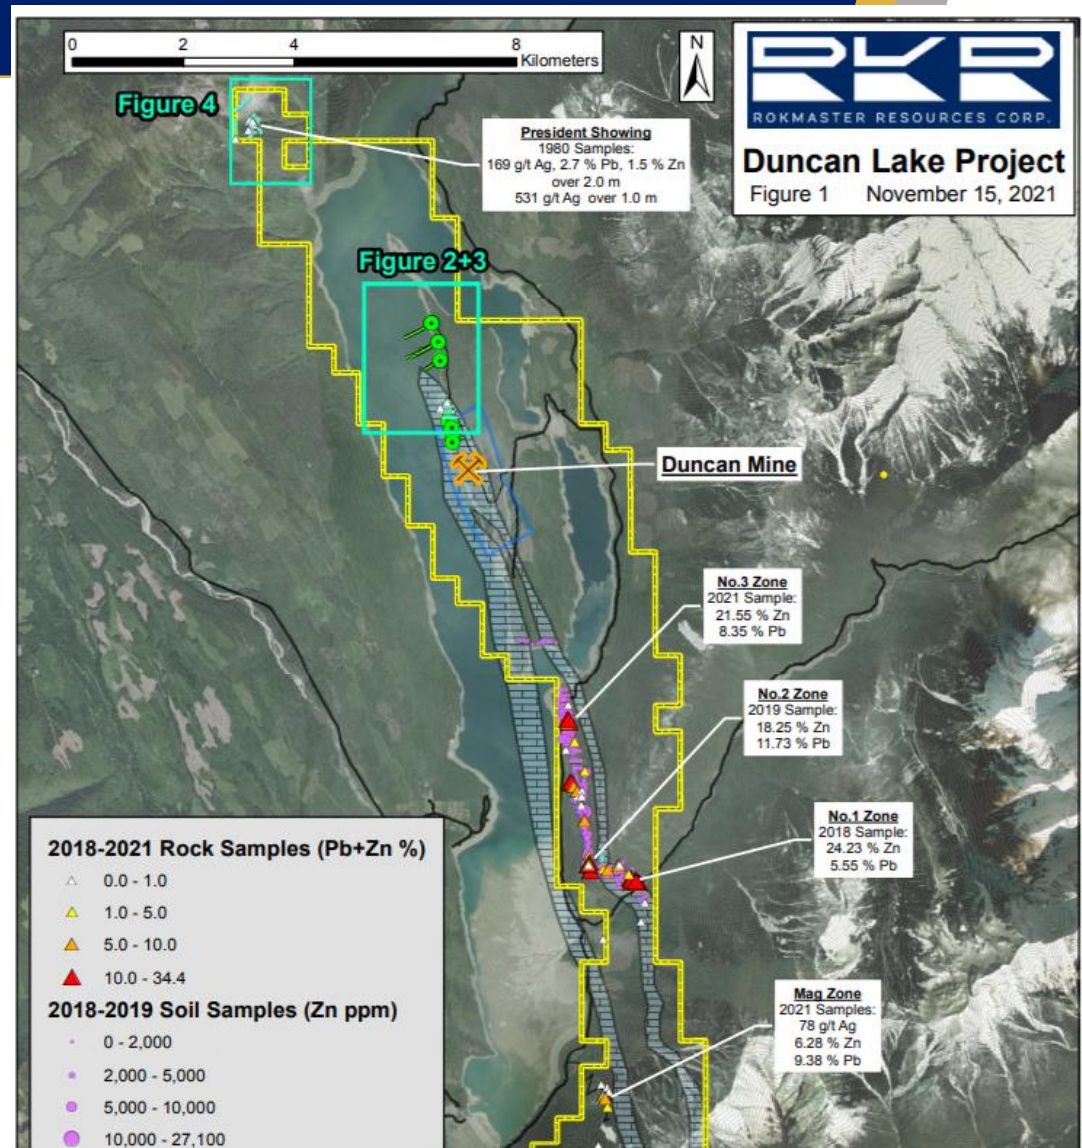 0 2 4 8
Kilometers
N
RKR
ROKMASTER RESOURCES CORP.
Duncan Lake Project
Figure 1 November 15, 2021
Figure 4
President Showing
1980 Samples:
169 g/t Ag, 2.7 % Pb, 1.5 % Zn
over 2.0 m
531 g/t Ag over 1.0 m
Figure 2+3
Duncan Mine
No.3 Zone
2021 Sample:
21.55 % Zn
8.35 % Pb
No.2 Zone
2019 Sample:
18.25 % Zn
11.73 % Pb
No.1 Zone
2018 Sample:
24.23 % Zn
5.55 % Pb
Mag Zone
2021 Samples:
78 g/t Ag
6.28 % Zn
9.38 % Pb
2018-2021 Rock Samples (Pb+Zn %)
0.0 - 1.0
1.0 - 5.0
5.0 - 10.0
10.0 - 34.4
2018-2019 Soil Samples (Zn ppm)
0 - 2,000
2,000 - 5,000
5,000 - 10,000
10,000 - 27,100